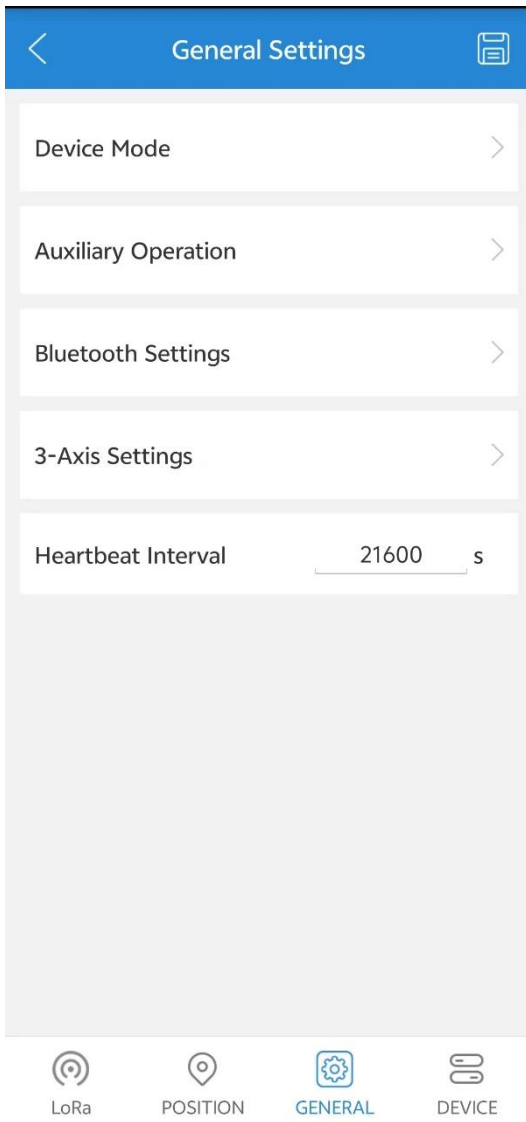 General Settings
Device Mode
Auxiliary Operation
Bluetooth Settings
3-Axis Settings
Heartbeat Interval 21600 s
LoRa POSITION GENERAL DEVICE